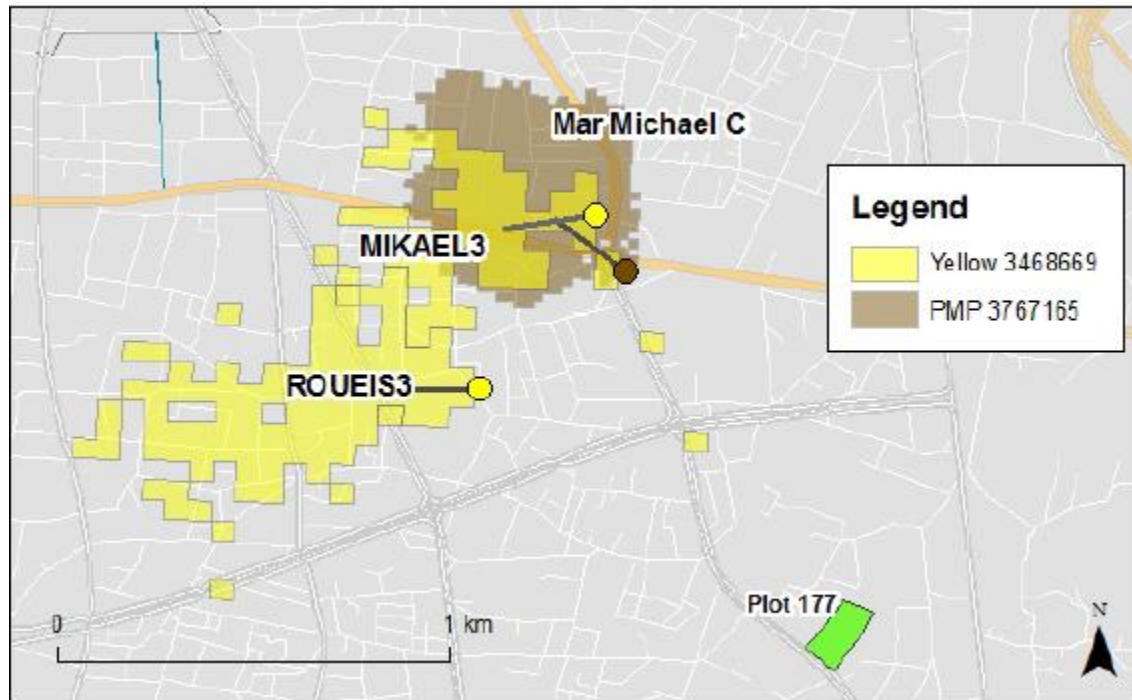 Mar Michael C
MIKAEL3
ROUEIS3
Legend
Yellow 3468669
PMP 3767165
Plot 177
0
1 km
N